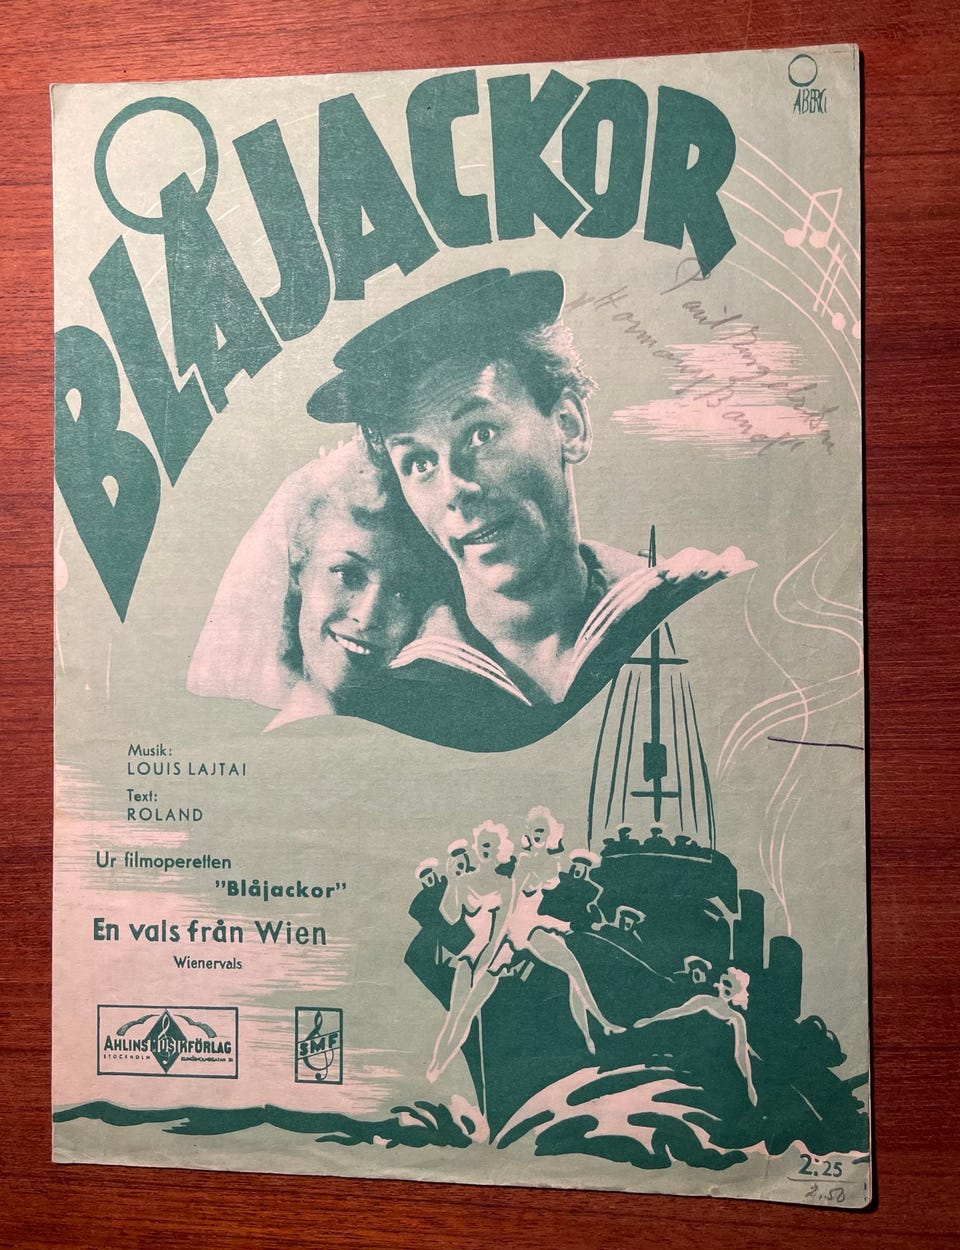 BLÅJACKOR
ÅBERG
Musik:
LOUIS LAJTAI
Text:
ROLAND
Ur filmoperetten
"Blåjackor"
En vals från Wien
Wienervals
ÅHLINS MUSIKFÖRLAG
STOCKHOLM
SMF
2:25
2.50